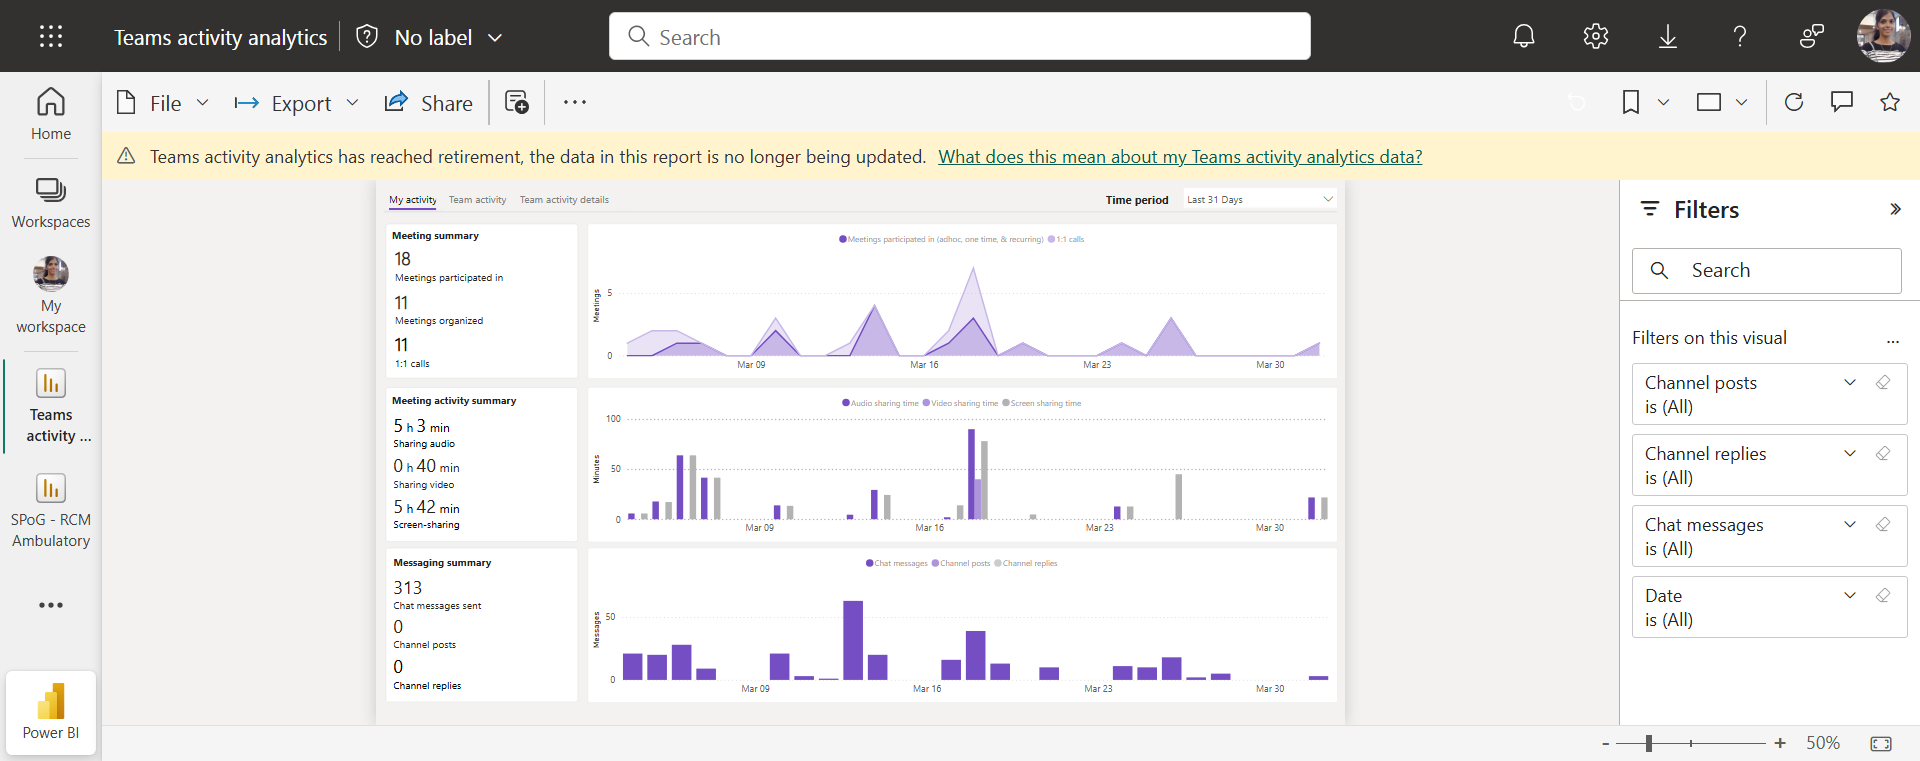 Teams activity analytics
No label
Search
File
Export
Share
Home
Workspaces
My
workspace
Teams
activity ...
SPoG - RCM
Ambulatory
Power BI
Teams activity analytics has reached retirement, the data in this report is no longer being updated. What does this mean about my Teams activity analytics data?
My activity Team activity Team activity details
Time period Last 31 Days
Meeting summary
18
Meetings participated in
11
Meetings organized
11
1:1 calls
Meetings participated in (adhoc, one time, & recurring) 1:1 calls
Meetings
5
0
Mar 09 Mar 16 Mar 23 Mar 30
Meeting activity summary
5 h 3 min
Sharing audio
0 h 40 min
Sharing video
5 h 42 min
Screen-sharing
Audio sharing time Video sharing time Screen sharing time
Minutes
100
50
0
Mar 09 Mar 16 Mar 23 Mar 30
Messaging summary
313
Chat messages sent
0
Channel posts
0
Channel replies
Chat messages Channel posts Channel replies
Messages
50
0
Mar 09 Mar 16 Mar 23 Mar 30
Filters
Search
Filters on this visual
...
Channel posts
is (All)
Channel replies
is (All)
Chat messages
is (All)
Date
is (All)
- + 50%